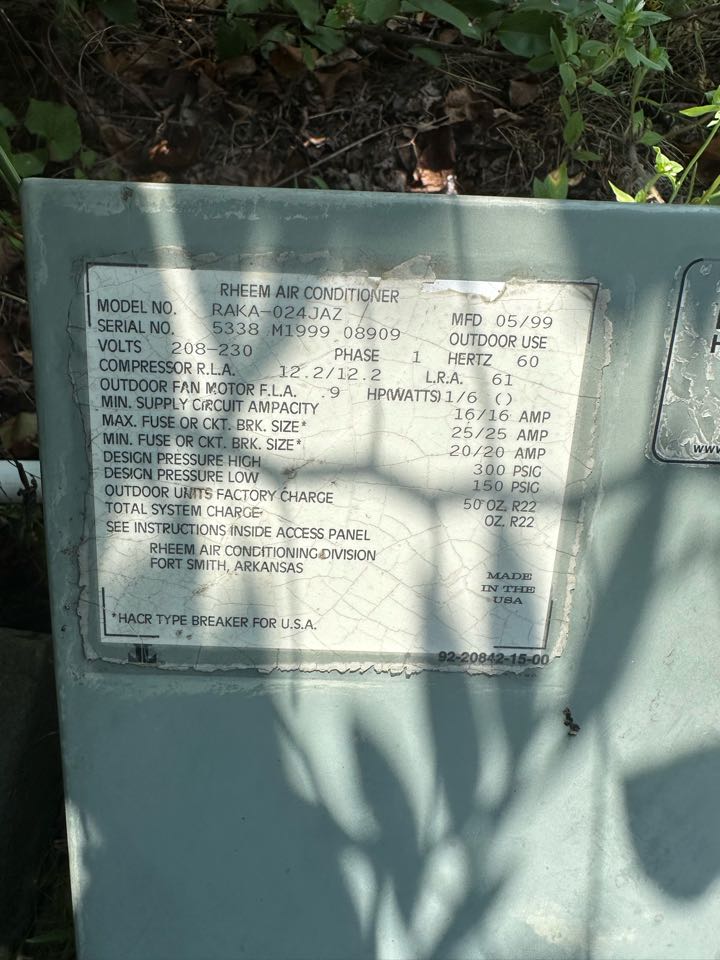 RHEEM AIR CONDITIONER
MODEL NO. RAKA-024JAZ MFD 05/99
SERIAL NO. 5338 M1999 08909 OUTDOOR USE
VOLTS 208-230 PHASE 1 HERTZ 60
COMPRESSOR R.L.A. 12.2/12.2 L.R.A. 61
OUTDOOR FAN MOTOR F.L.A. .9 HP(WATTS) 1/6 ()
MIN. SUPPLY CIRCUIT AMPACITY 16/16 AMP
MAX. FUSE OR CKT. BRK. SIZE* 25/25 AMP
MIN. FUSE OR CKT. BRK. SIZE* 20/20 AMP
DESIGN PRESSURE HIGH 300 PSIG
DESIGN PRESSURE LOW 150 PSIG
OUTDOOR UNITS FACTORY CHARGE 50 OZ. R22
TOTAL SYSTEM CHARGE OZ. R22
SEE INSTRUCTIONS INSIDE ACCESS PANEL
RHEEM AIR CONDITIONING DIVISION
FORT SMITH, ARKANSAS
MADE
IN THE
USA
*HACR TYPE BREAKER FOR U.S.A.
92-20842-15-00
H
www